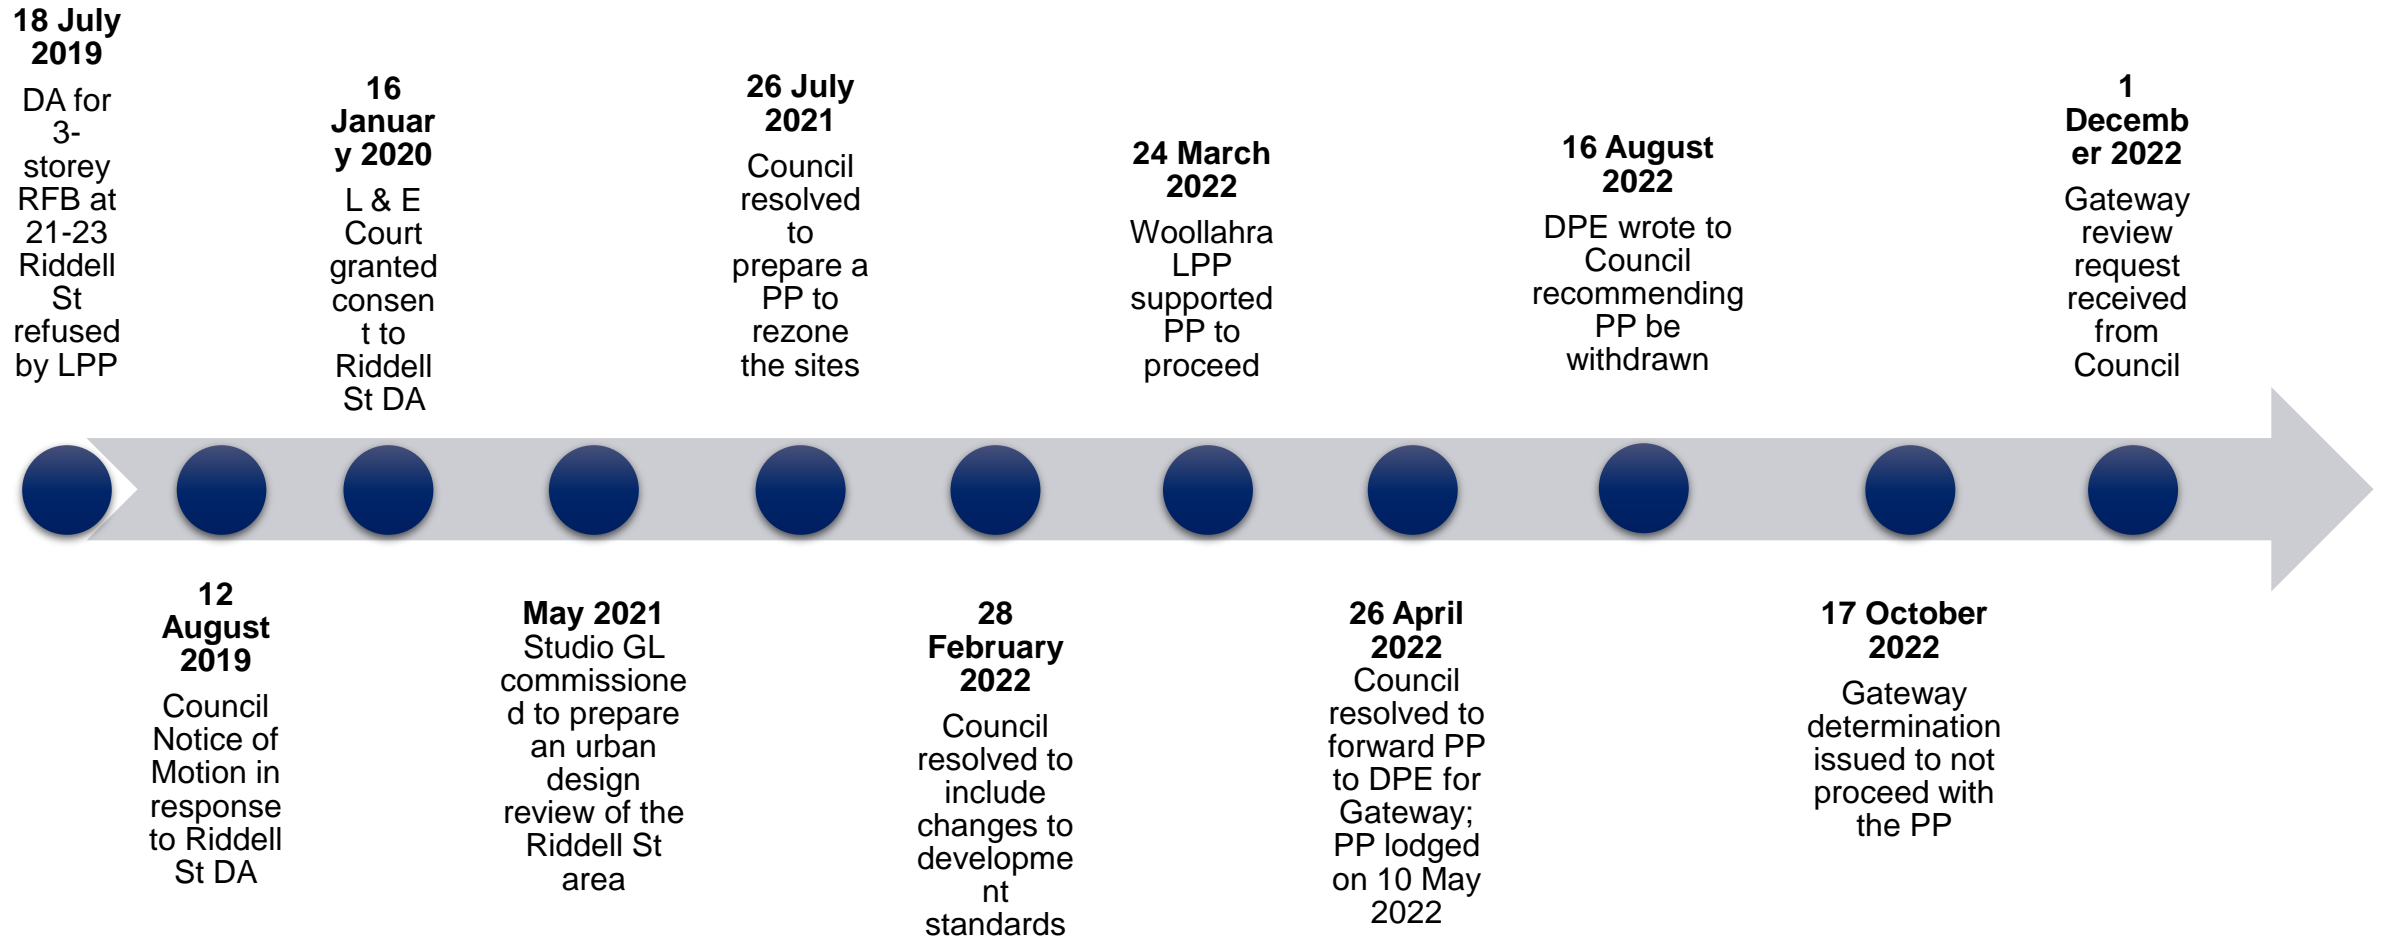 18 July
2019
DA for
3-
storey
RFB at
21-23
Riddell
St
refused
by LPP
12
August
2019
Council
Notice of
Motion in
response
to Riddell
St DA
16
Januar
y 2020
L & E
Court
granted
consen
t to
Riddell
St DA
May 2021
Studio GL
commissione
d to prepare
an urban
design
review of the
Riddell St
area
26 July
2021
Council
resolved
to
prepare a
PP to
rezone
the sites
28
February
2022
Council
resolved to
include
changes to
developme
nt
standards
24 March
2022
Woollahra
LPP
supported
PP to
proceed
26 April
2022
Council
resolved to
forward PP
to DPE for
Gateway;
PP lodged
on 10 May
2022
16 August
2022
DPE wrote to
Council
recommending
PP be
withdrawn
17 October
2022
Gateway
determination
issued to not
proceed with
the PP
1
Decemb
er 2022
Gateway
review
request
received
from
Council